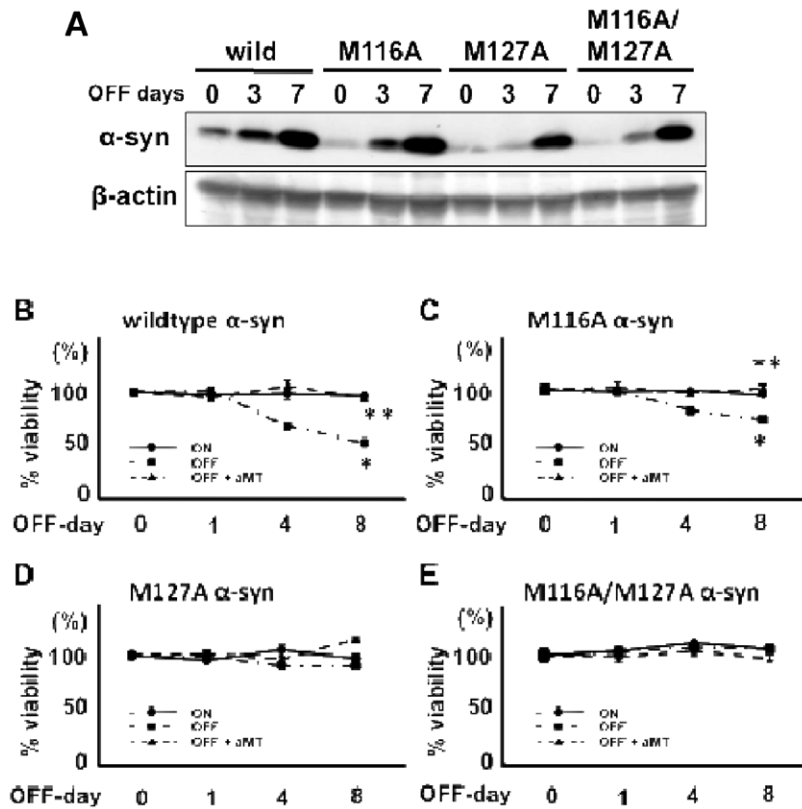 A
wild M116A M127A M116A/
M127A
OFF days 0 3 7 0 3 7 0 3 7 0 3 7
α-syn
β-actin
B wildtype α-syn
(%)
% viability
100
50
0
ON
OFF
OFF + aMT
* *
*
OFF-day 0 1 4 8
C M116A α-syn
(%)
% viability
100
50
0
ON
OFF
OFF + aMT
*
*
OFF-day 0 1 4 8
D M127A α-syn
(%)
% viability
100
50
0
ON
OFF
OFF + aMT
OFF-day 0 1 4 8
E M116A/M127A α-syn
(%)
% viability
100
50
0
ON
OFF
OFF + aMT
OFF-day 0 1 4 8